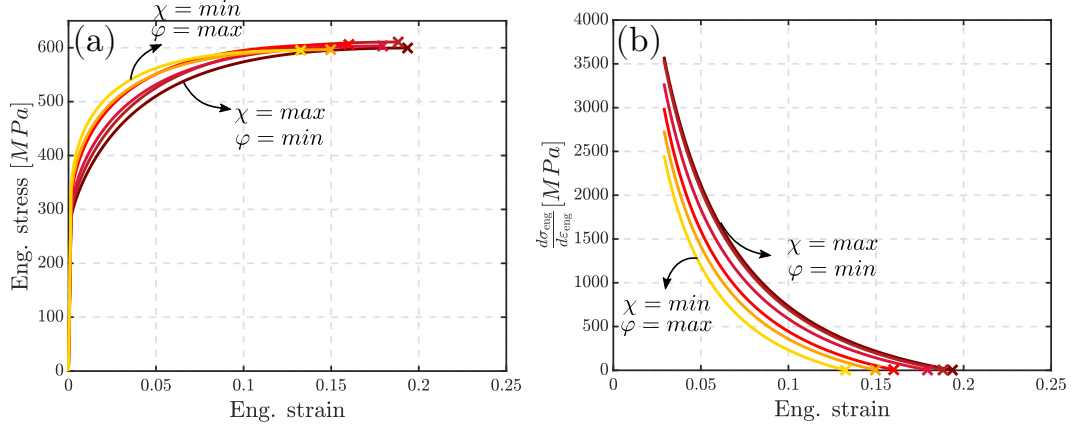 (a)
χ = min
φ = max
χ = max
φ = min
Eng. stress [MPa]
600
500
400
300
200
100
0
0
0.05
0.1
0.15
0.2
0.25
Eng. strain
(b)
χ = max
φ = min
χ = min
φ = max
dσeng/dεeng [MPa]
4000
3500
3000
2500
2000
1500
1000
500
0
0
0.05
0.1
0.15
0.2
0.25
Eng. strain